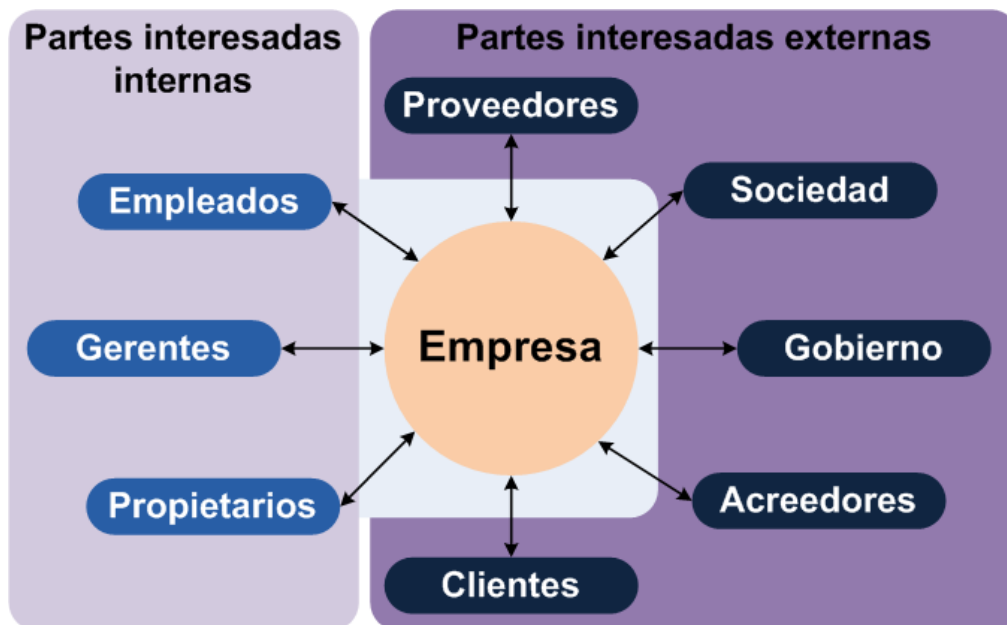 Partes interesadas
internas
Partes interesadas externas
Proveedores
Empleados
Sociedad
Gerentes
Empresa
Gobierno
Propietarios
Acreedores
Clientes